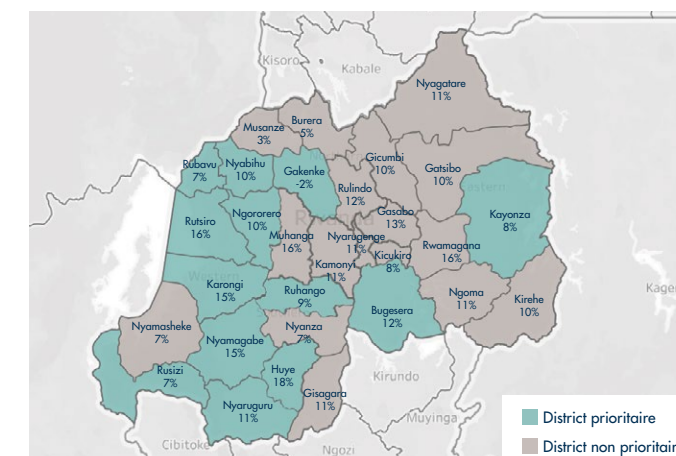 Kisoro
Kabale
Nyagatare
11%
Burera
5%
Musanze
3%
Rubavu
7%
Nyabihu
10%
Gakenke
-2%
Gicumbi
10%
Gatsibo
10%
Rulindo
12%
Kayonza
8%
Rutsiro
16%
Ngororero
10%
Gasabo
13%
Muhanga
16%
Nyarugenge
11%
Rwamagana
16%
Kicukiro
8%
Kamonyi
11%
Karongi
15%
Ruhango
9%
Ngoma
11%
Kirehe
10%
Bugesera
12%
Nyamasheke
7%
Nyamagabe
15%
Nyanza
7%
Rusizi
7%
Huye
18%
Gisagara
11%
Nyaruguru
11%
Kirundo
Muyinga
Cibitoke
Ngozi
Kage
District prioritaire
District non prioritair